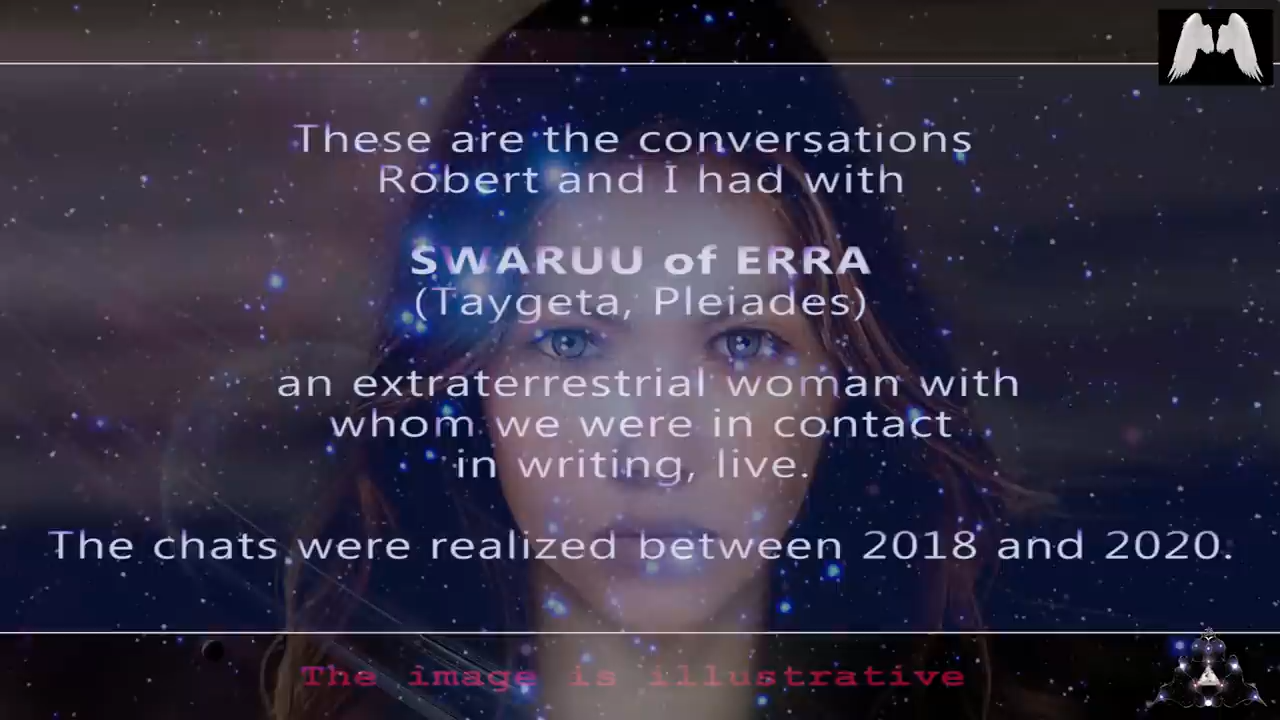 These are the conversations
Robert and I had with
SWARUU of ERRA
(Taygeta, Pleiades)
an extraterrestrial woman with
whom we were in contact
in writing, live.
The chats were realized between 2018 and 2020.
The image is illustrative